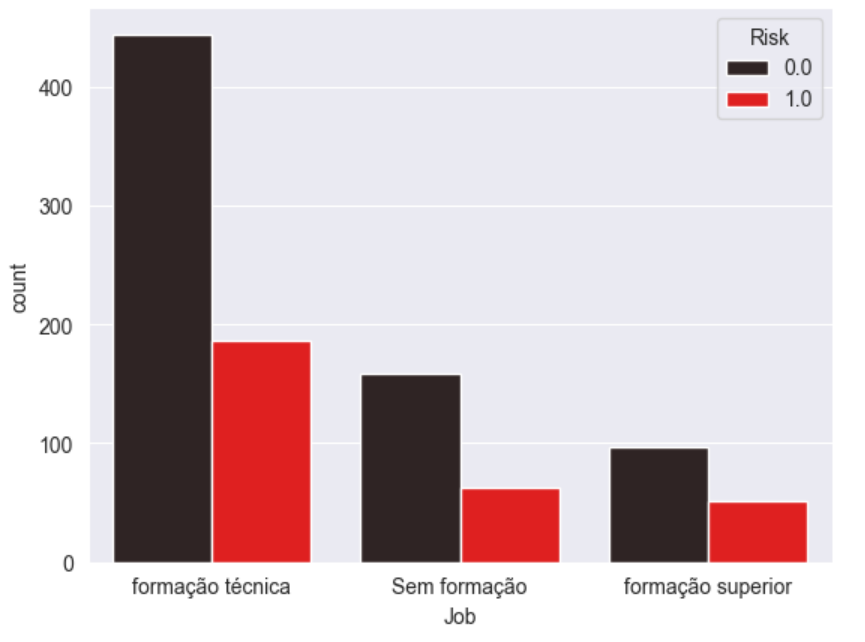 Risk
0.0
1.0
400
300
200
100
0
count
formação técnica
Sem formação
formação superior
Job